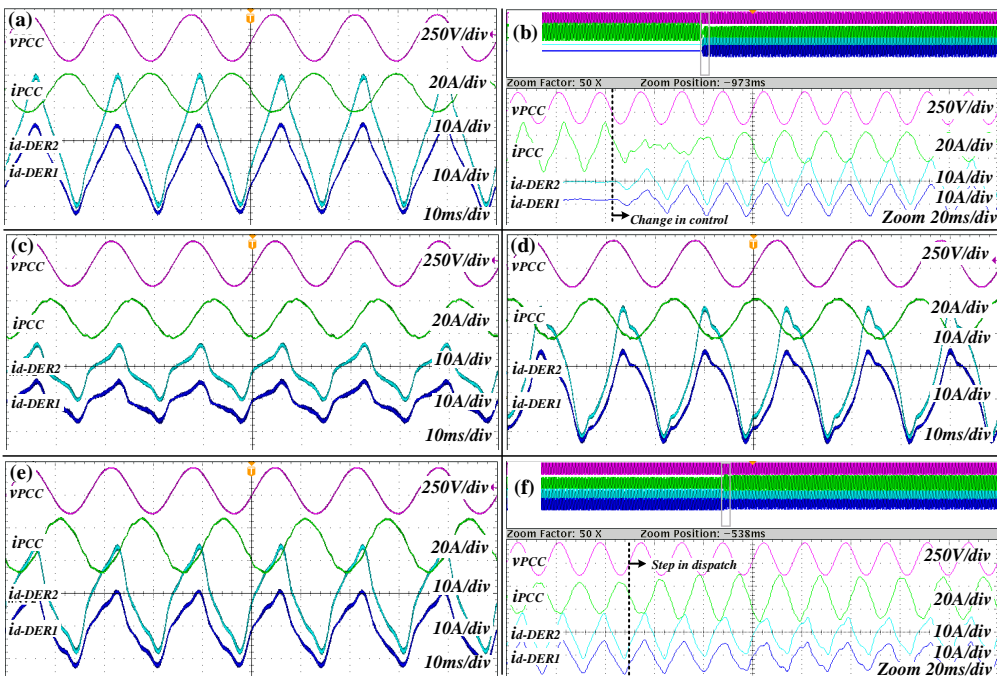 (a)
vPCC
250V/div
iPCC
20A/div
10A/div
id-DER2
id-DER1
10A/div
10ms/div
(b)
Zoom Factor: 50 X Zoom Position: -973ms
250V/div
iPCC
20A/div
10A/div
id-DER2
id-DER1
10A/div
Change in control
Zoom 20ms/div
(c)
vPCC
250V/div
iPCC
20A/div
10A/div
id-DER2
id-DER1
10A/div
10ms/div
(d)
vPCC
250V/div
iPCC
20A/div
10A/div
id-DER2
10A/div
id-DER1
10ms/div
(e)
vPCC
250V/div
iPCC
20A/div
10A/div
id-DER2
id-DER1
10A/div
10ms/div
(f)
Zoom Factor: 50 X Zoom Position: -538ms
vPCC
250V/div
Step in dispatch
iPCC
20A/div
id-DER2
10A/div
id-DER1
10A/div
Zoom 20ms/div